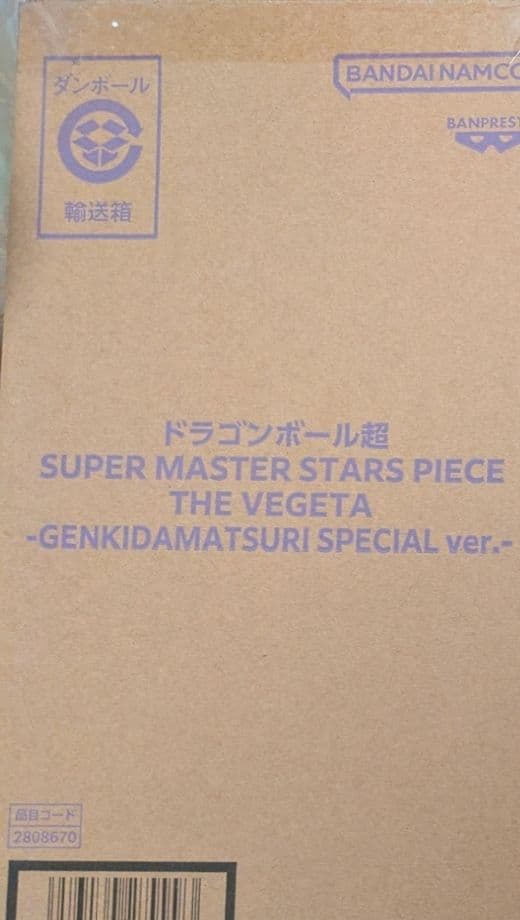 ダンボール
輸送箱
BANDAI NAMCO
BANPREST
ドラゴンボール超
SUPER MASTER STARS PIECE
THE VEGETA
-GENKIDAMATSURI SPECIAL ver.-
品目コード
2808670